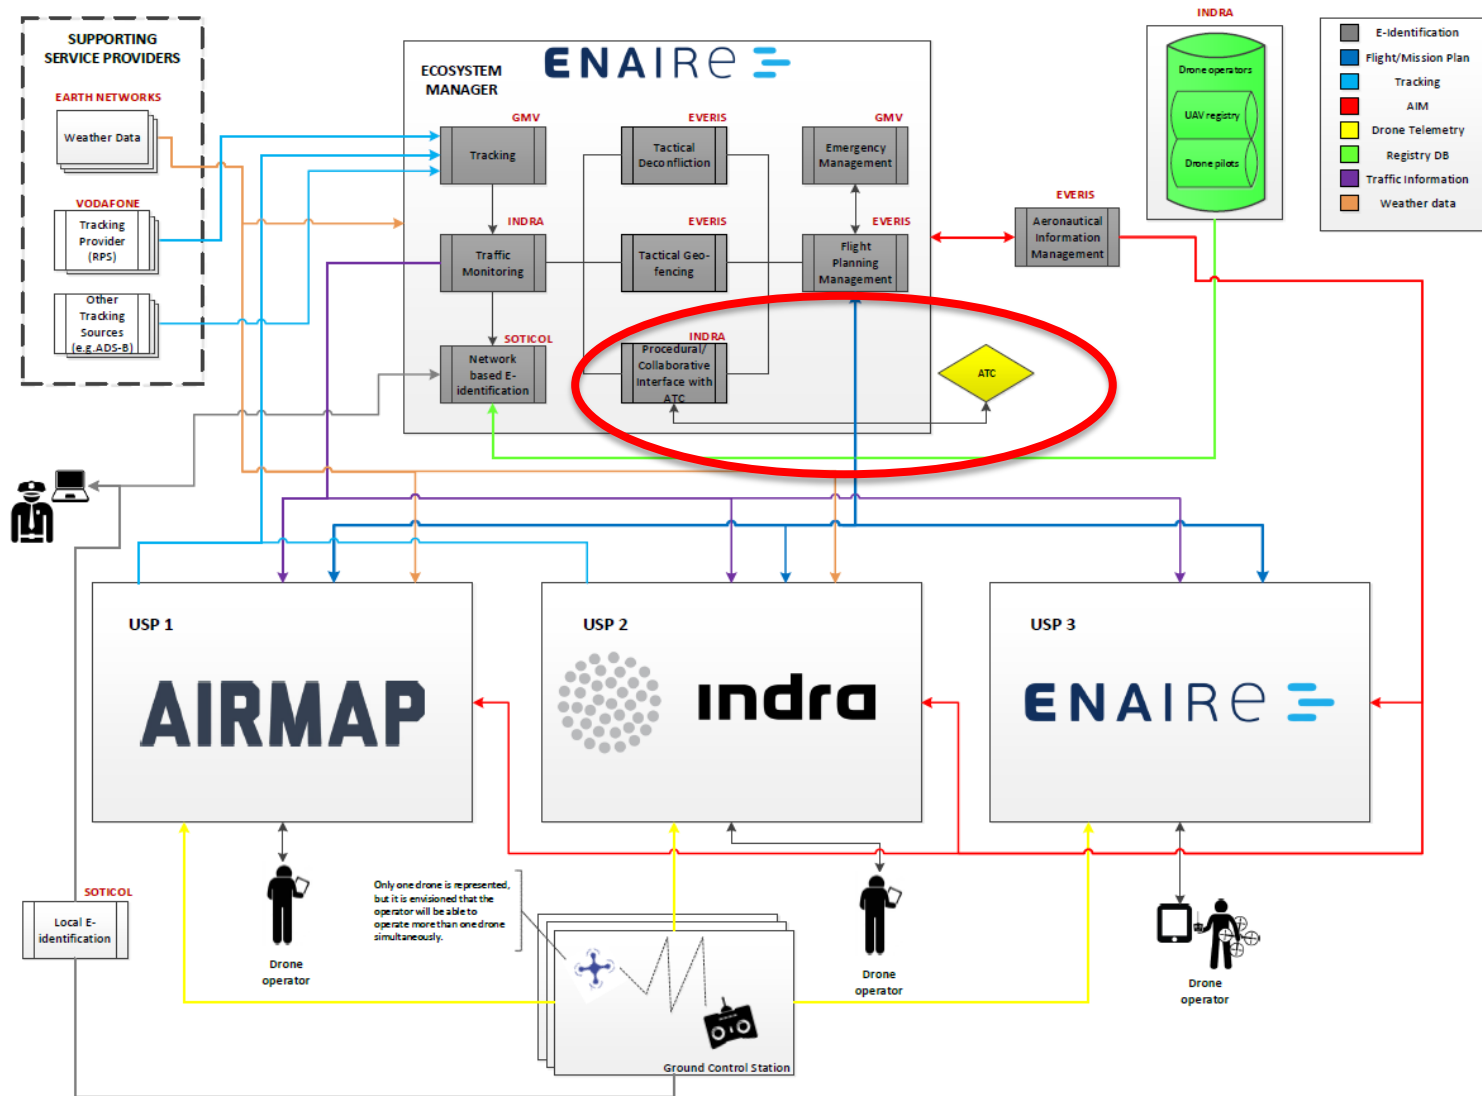 SUPPORTING
SERVICE PROVIDERS
EARTH NETWORKS
Weather Data
VODAFONE
Tracking
Provider
(RPS)
Other
Tracking
Sources
(e.g.ADS-B)
ECOSYSTEM
MANAGER
ENAIRe
GMV
Tracking
EVERIS
Tactical
Deconfliction
GMV
Emergency
Management
INDRA
Traffic
Monitoring
EVERIS
Tactical Geo-
fencing
EVERIS
Flight
Planning
Management
SOTICOL
Network
based E-
identification
INDRA
Procedural/
Collaborative
Interface with
ATC
ATC
EVERIS
Aeronautical
Information
Management
INDRA
Drone operators
UAV registry
Drone pilots
E-Identification
Flight/Mission Plan
Tracking
AIM
Drone Telemetry
Registry DB
Traffic Information
Weather data
USP 1
AIRMAP
USP 2
indra
USP 3
ENAIRe
SOTICOL
Local E-
identification
Drone
operator
Only one drone is represented,
but it is envisioned that the
operator will be able to
operate more than one drone
simultaneously.
Ground Control Station
Drone
operator
Drone
operator